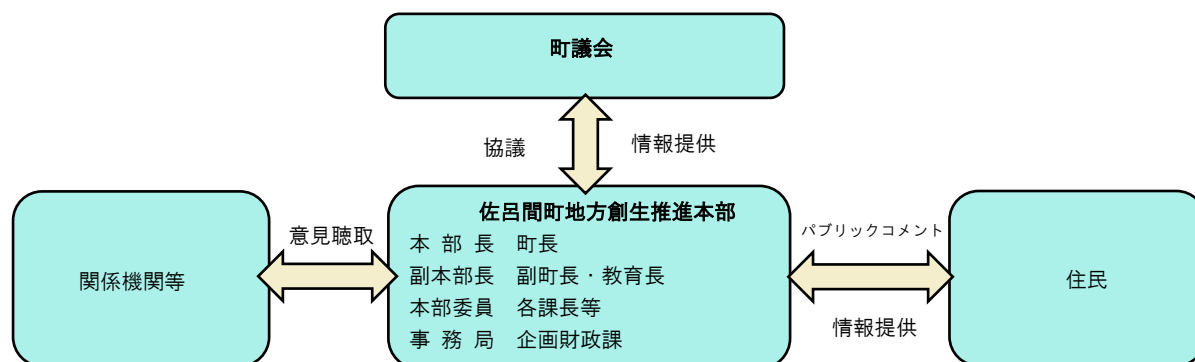 町議会
協議
情報提供
佐呂間町地方創生推進本部
本 部 長 町長
副本部長 副町長・教育長
本部委員 各課長等
事 務 局 企画財政課
意見聴取
関係機関等
パブリックコメント
情報提供
住民